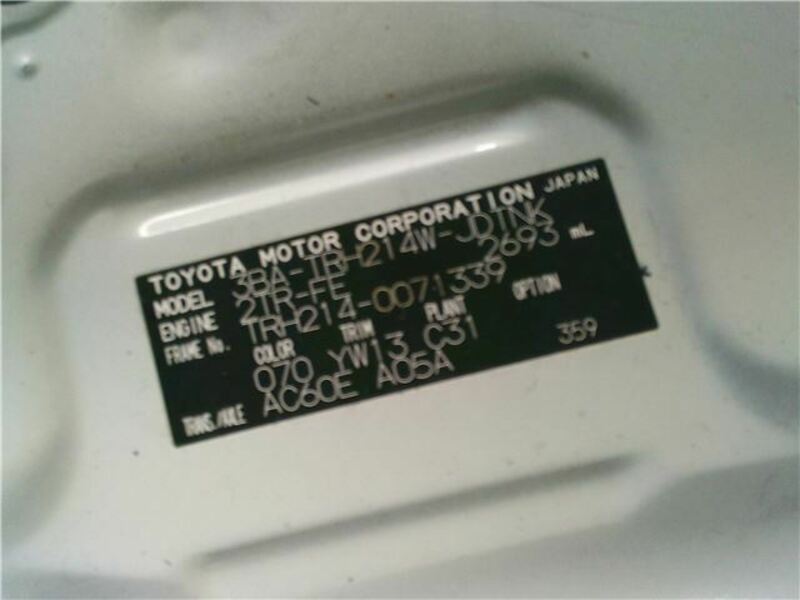 TOYOTA MOTOR CORPORATION JAPAN
MODEL 3BA-TRH214W-JDTNK
ENGINE 2TR-FE 2693 mL
FRAME No. TRH214-0071339
COLOR TRIM PLANT OPTION
070 YW13 C31
TRANS./AXLE AC60E A05A 359